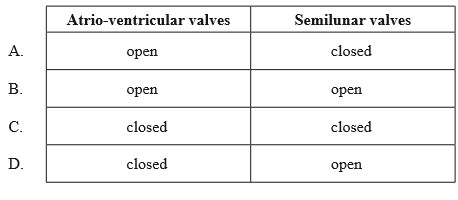 Atrio-ventricular valves Semilunar valves
A. open closed
B. open open
C. closed closed
D. closed open